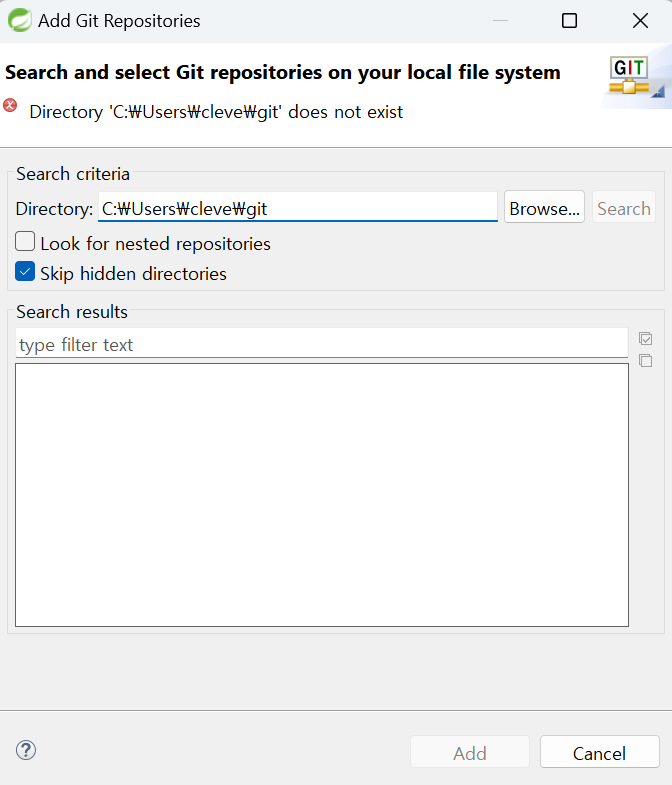 Add Git Repositories
Search and select Git repositories on your local file system
GIT
Directory 'C:₩Users₩cleve₩git' does not exist
Search criteria
Directory: C:₩Users₩cleve₩git Browse... Search
Look for nested repositories
Skip hidden directories
Search results
type filter text
? Add Cancel